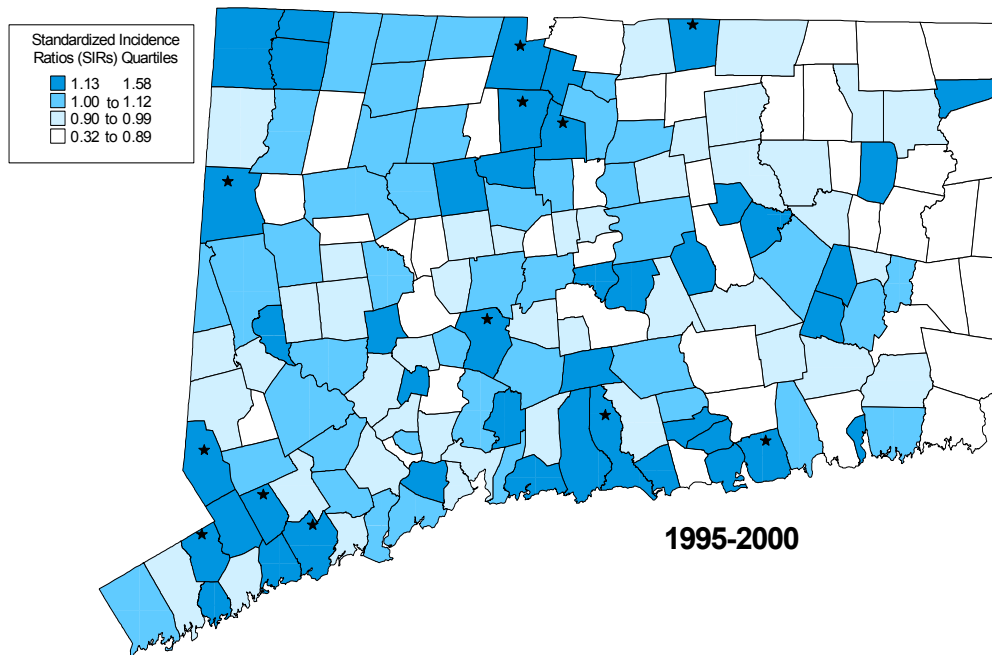 Standardized Incidence
Ratios (SIRs) Quartiles
1.13 1.58
1.00 to 1.12
0.90 to 0.99
0.32 to 0.89
1995-2000